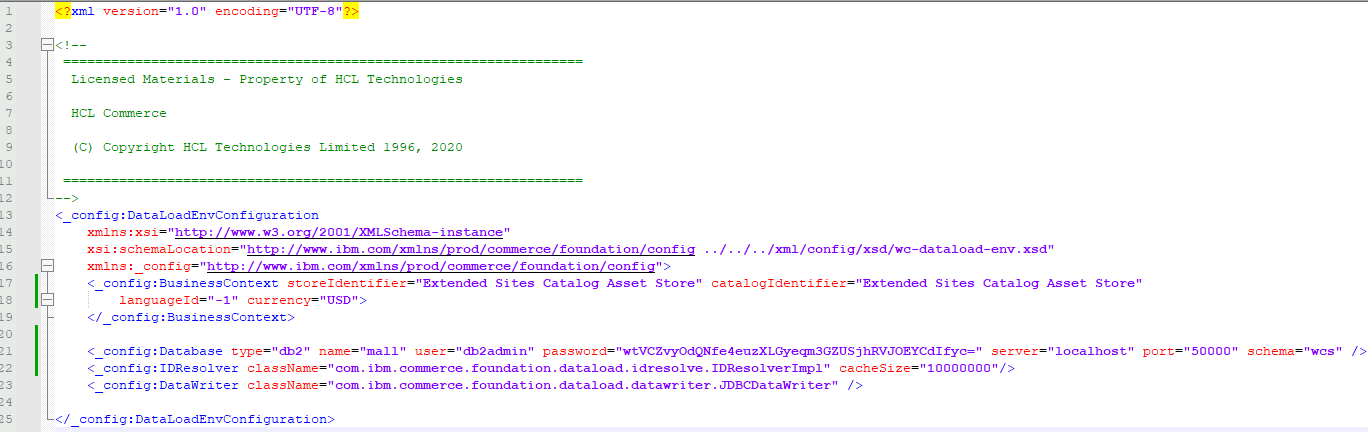 1 <?xml version="1.0" encoding="UTF-8"?>
2
3 <!--
4 =================================================================
5 Licensed Materials - Property of HCL Technologies
6
7 HCL Commerce
8
9 (C) Copyright HCL Technologies Limited 1996, 2020
10
11 =================================================================
12 -->
13 <_config:DataLoadEnvConfiguration
14 xmlns:xsi="http://www.w3.org/2001/XMLSchema-instance"
15 xsi:schemaLocation="http://www.ibm.com/xmlns/prod/commerce/foundation/config ../../../xml/config/xsd/wc-dataload-env.xsd"
16 xmlns:_config="http://www.ibm.com/xmlns/prod/commerce/foundation/config">
17 <_config:BusinessContext storeIdentifier="Extended Sites Catalog Asset Store" catalogIdentifier="Extended Sites Catalog Asset Store"
18 languageId="-1" currency="USD">
19 </_config:BusinessContext>
20
21 <_config:Database type="db2" name="mall" user="db2admin" password="wtVCZvyOdQNfe4euzXLGyeqm3GZUSjhRVJOEYCdIfyc=" server="localhost" port="50000" schema="wcs" />
22 <_config:IDResolver className="com.ibm.commerce.foundation.dataload.idresolve.IDResolverImpl" cacheSize="10000000"/>
23 <_config:DataWriter className="com.ibm.commerce.foundation.dataload.datawriter.JDBCDataWriter" />
24
25 </_config:DataLoadEnvConfiguration>